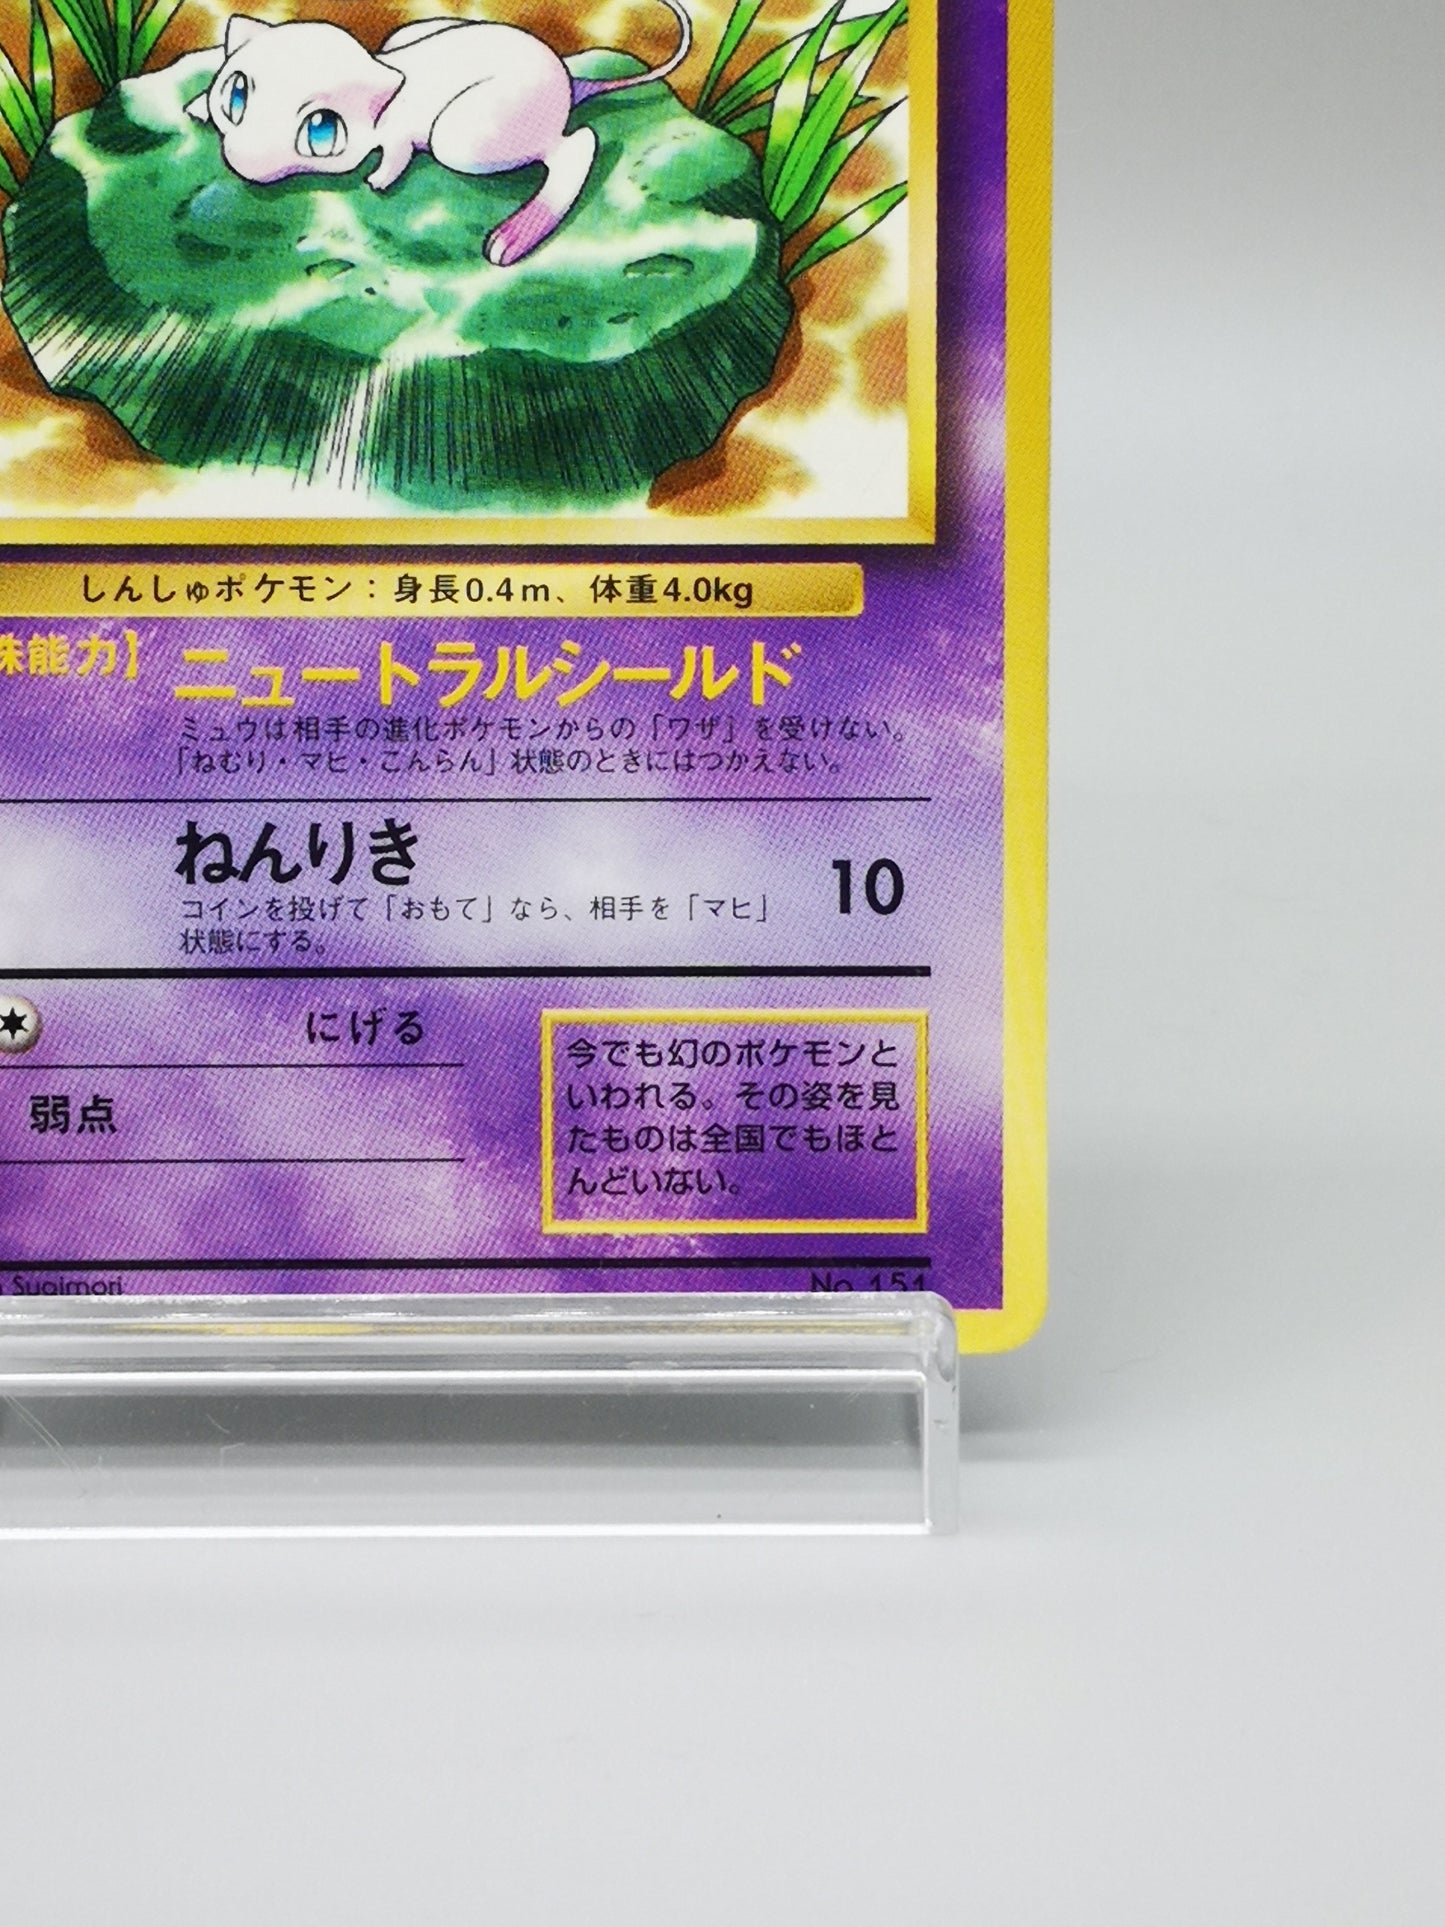 しんしゅポケモン：身長0.4m、体重4.0kg
殊能力】 ニュートラルシールド
ミュウは相手の進化ポケモンからの「ワザ」を受けない。
「ねむり・マヒ・こんらん」状態のときにはつかえない。
ねんりき 10
コインを投げて「おもて」なら、相手を「マヒ」
状態にする。
にげる
弱点
今でも幻のポケモンと
いわれる。その姿を見
たものは全国でもほと
んどいない。
Sugimori
No. 151